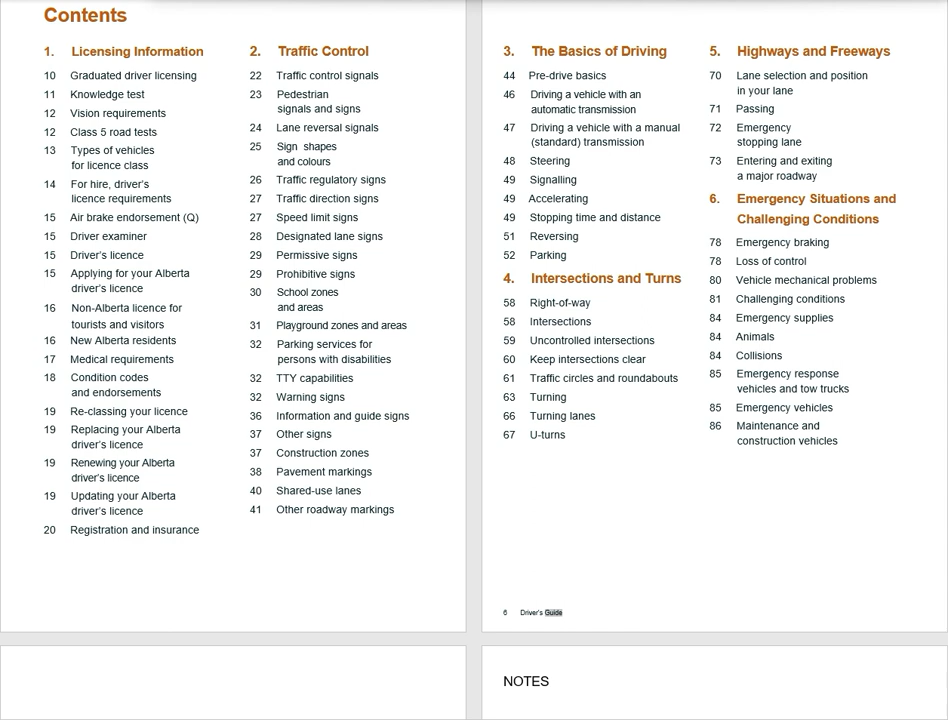 Contents
1. Licensing Information
10 Graduated driver licensing
11 Knowledge test
12 Vision requirements
12 Class 5 road tests
13 Types of vehicles
for licence class
14 For hire, driver's
licence requirements
15 Air brake endorsement (Q)
15 Driver examiner
15 Driver's licence
15 Applying for your Alberta
driver's licence
16 Non-Alberta licence for
tourists and visitors
16 New Alberta residents
17 Medical requirements
18 Condition codes
and endorsements
19 Re-classing your licence
19 Replacing your Alberta
driver's licence
19 Renewing your Alberta
driver's licence
19 Updating your Alberta
driver's licence
20 Registration and insurance
2. Traffic Control
22 Traffic control signals
23 Pedestrian
signals and signs
24 Lane reversal signals
25 Sign shapes
and colours
26 Traffic regulatory signs
27 Traffic direction signs
27 Speed limit signs
28 Designated lane signs
29 Permissive signs
29 Prohibitive signs
30 School zones
and areas
31 Playground zones and areas
32 Parking services for
persons with disabilities
32 TTY capabilities
32 Warning signs
36 Information and guide signs
37 Other signs
37 Construction zones
38 Pavement markings
40 Shared-use lanes
41 Other roadway markings
3. The Basics of Driving
44 Pre-drive basics
46 Driving a vehicle with an
automatic transmission
47 Driving a vehicle with a manual
(standard) transmission
48 Steering
49 Signalling
49 Accelerating
49 Stopping time and distance
51 Reversing
52 Parking
4. Intersections and Turns
58 Right-of-way
58 Intersections
59 Uncontrolled intersections
60 Keep intersections clear
61 Traffic circles and roundabouts
63 Turning
66 Turning lanes
67 U-turns
5. Highways and Freeways
70 Lane selection and position
in your lane
71 Passing
72 Emergency
stopping lane
73 Entering and exiting
a major roadway
6. Emergency Situations and
Challenging Conditions
78 Emergency braking
78 Loss of control
80 Vehicle mechanical problems
81 Challenging conditions
84 Emergency supplies
84 Animals
84 Collisions
85 Emergency response
vehicles and tow trucks
85 Emergency vehicles
86 Maintenance and
construction vehicles
6 Driver's Guide
NOTES